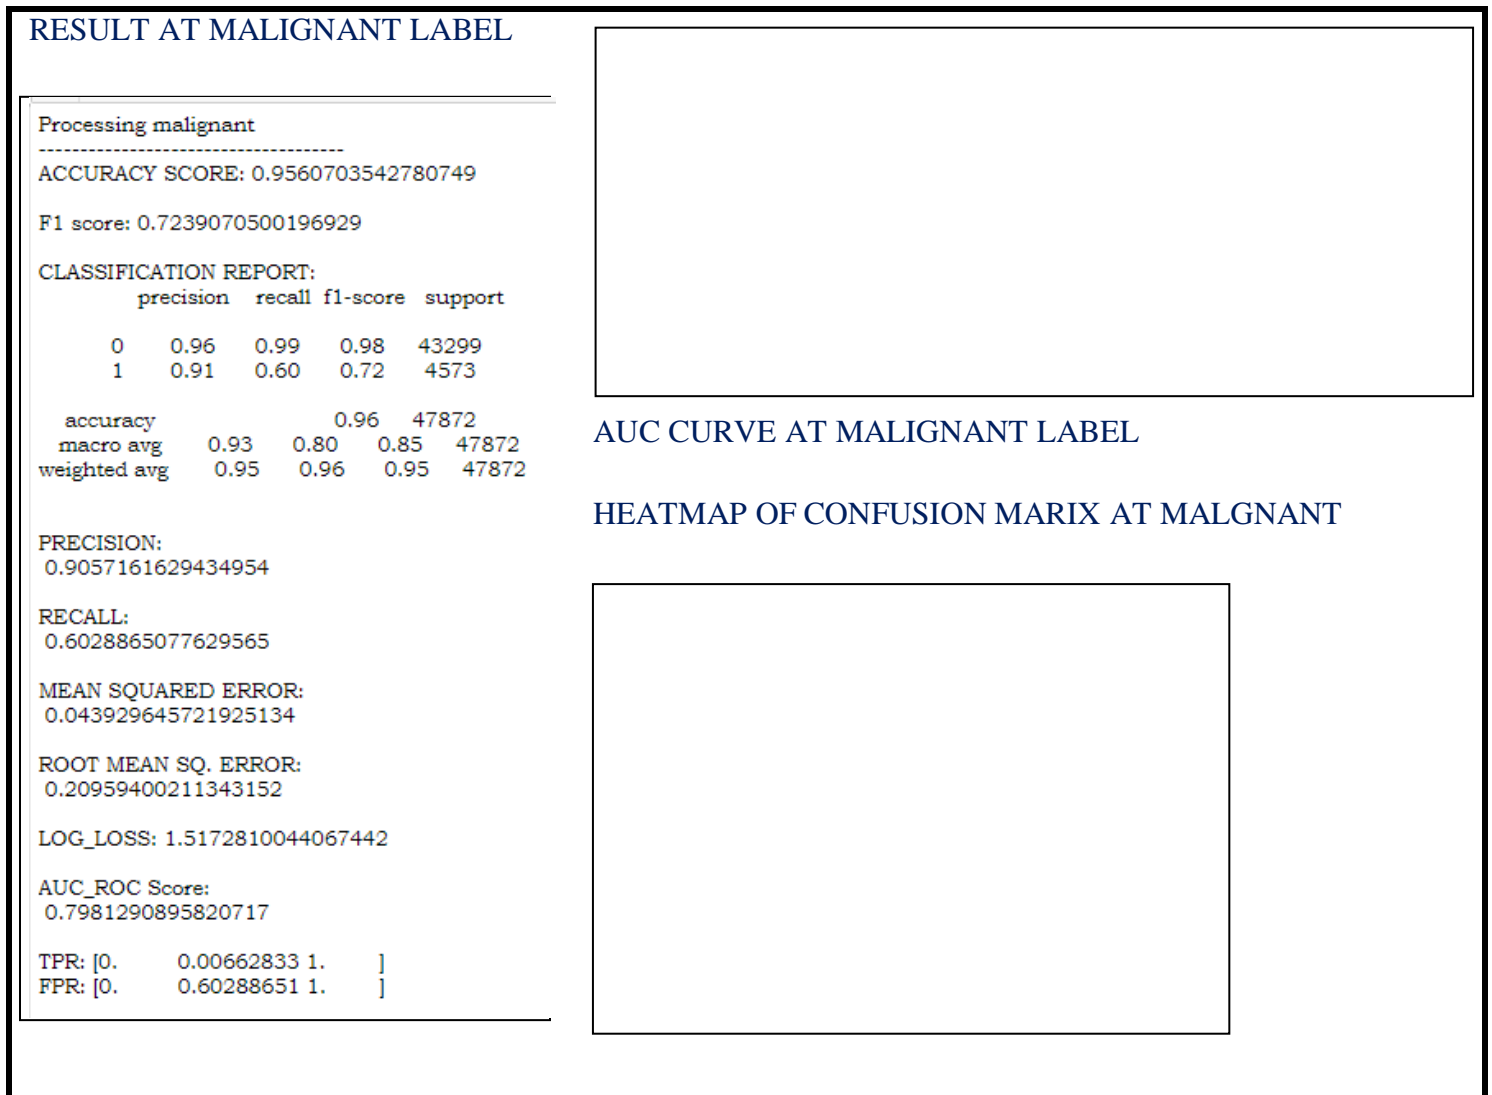 RESULT AT MALIGNANT LABEL
Processing malignant
-------------------------------------
ACCURACY SCORE: 0.9560703542780749
F1 score: 0.7239070500196929
CLASSIFICATION REPORT:
precision recall f1-score support
0 0.96 0.99 0.98 43299
1 0.91 0.60 0.72 4573
accuracy 0.96 47872
macro avg 0.93 0.80 0.85 47872
weighted avg 0.95 0.96 0.95 47872
PRECISION:
0.9057161629434954
RECALL:
0.6028865077629565
MEAN SQUARED ERROR:
0.043929645721925134
ROOT MEAN SQ. ERROR:
0.20959400211343152
LOG_LOSS: 1.5172810044067442
AUC_ROC Score:
0.7981290895820717
TPR: [0. 0.00662833 1. ]
FPR: [0. 0.60288651 1. ]
AUC CURVE AT MALIGNANT LABEL
HEATMAP OF CONFUSION MARIX AT MALGNANT